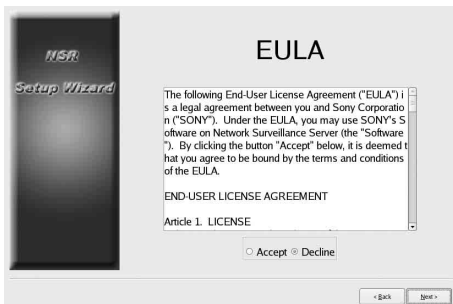 NSR
Setup Wizard
EULA
The following End-User License Agreement ("EULA") i
s a legal agreement between you and Sony Corporatio
n ("SONY").  Under the EULA, you may use SONY's S
oftware on Network Surveillance Server (the "Software
").  By clicking the button "Accept" below, it is deemed t
hat you agree to be bound by the terms and conditions
of the EULA.
END-USER LICENSE AGREEMENT
Article 1.  LICENSE
Accept Decline
< Back Next >